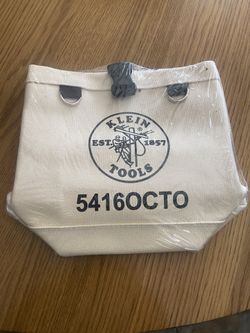 KLEIN
EST. 1857
TOOLS
5416OCTO